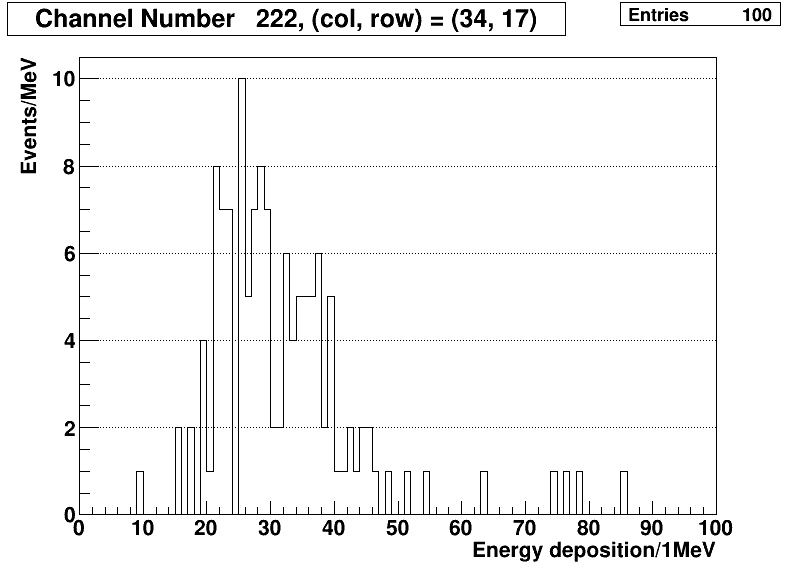 Channel Number 222, (col, row) = (34, 17)
Entries 100
Events/MeV
10
8
6
4
2
0
0 10 20 30 40 50 60 70 80 90 100
Energy deposition/1MeV